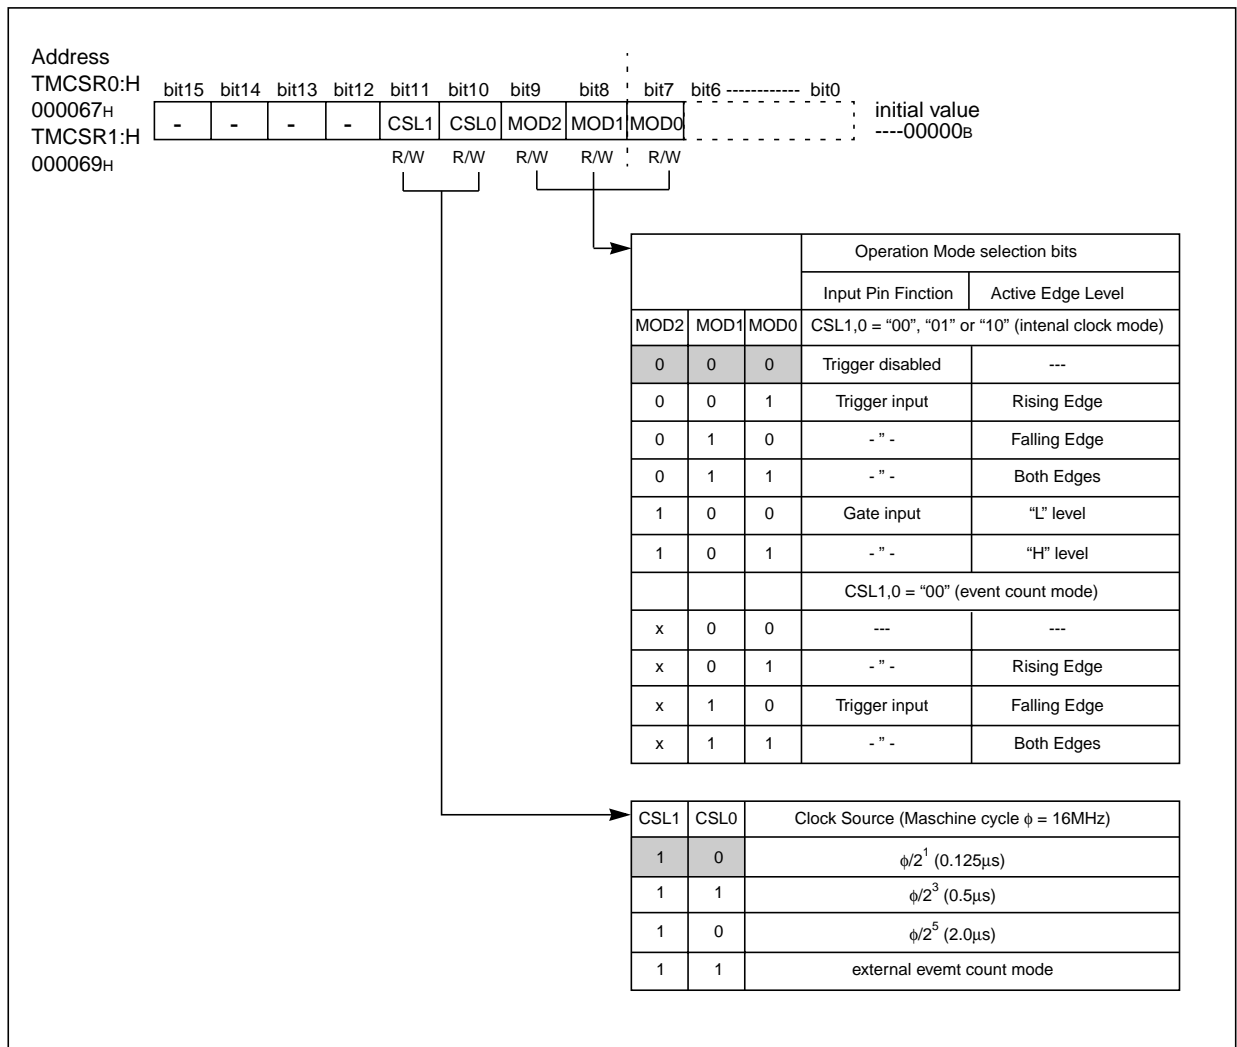 Address
TMCSR0:H
000067H
TMCSR1:H
000069H
bit15 bit14 bit13 bit12 bit11 bit10 bit9 bit8 bit7 bit6 ------------ bit0
- - - - CSL1 CSL0 MOD2 MOD1 MOD0
initial value
----00000B
R/W R/W R/W R/W R/W
Operation Mode selection bits
Input Pin Finction Active Edge Level
MOD2 MOD1 MOD0 CSL1,0 = “00”, “01” or “10” (intenal clock mode)
0 0 0 Trigger disabled ---
0 0 1 Trigger input Rising Edge
0 1 0 - ” - Falling Edge
0 1 1 - ” - Both Edges
1 0 0 Gate input “L” level
1 0 1 - ” - “H” level
CSL1,0 = “00” (event count mode)
x 0 0 --- ---
x 0 1 - ” - Rising Edge
x 1 0 Trigger input Falling Edge
x 1 1 - ” - Both Edges
CSL1 CSL0 Clock Source (Maschine cycle ϕ = 16MHz)
1 0 ϕ/2¹ (0.125µs)
1 1 ϕ/2³ (0.5µs)
1 0 ϕ/2⁵ (2.0µs)
1 1 external evemt count mode